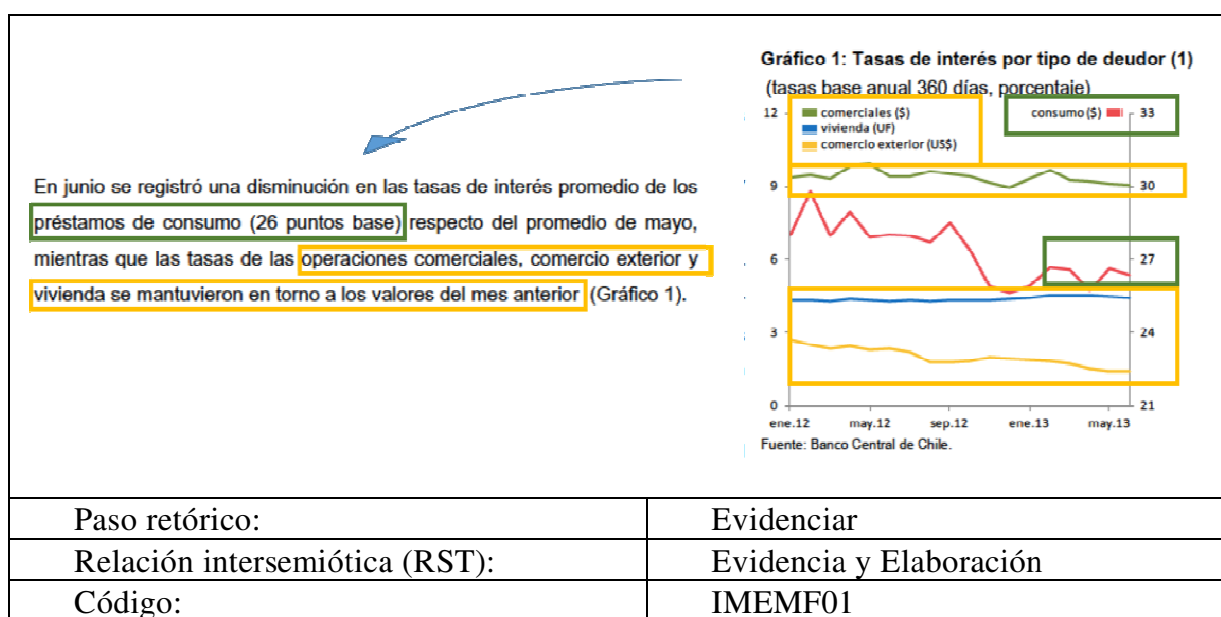 Gráfico 1: Tasas de interés por tipo de deudor (1)
(tasas base anual 360 días, porcentaje)
12
comerciales ($)
consumo ($)
33
vivienda (UF)
comercio exterior (US$)
9
30
6
27
3
24
0
21
ene.12 may.12 sep.12 ene.13 may.13
Fuente: Banco Central de Chile.
En junio se registró una disminución en las tasas de interés promedio de los
préstamos de consumo (26 puntos base) respecto del promedio de mayo,
mientras que las tasas de las operaciones comerciales, comercio exterior y
vivienda se mantuvieron en torno a los valores del mes anterior (Gráfico 1).
Paso retórico: Evidenciar
Relación intersemiótica (RST): Evidencia y Elaboración
Código: IMEMF01